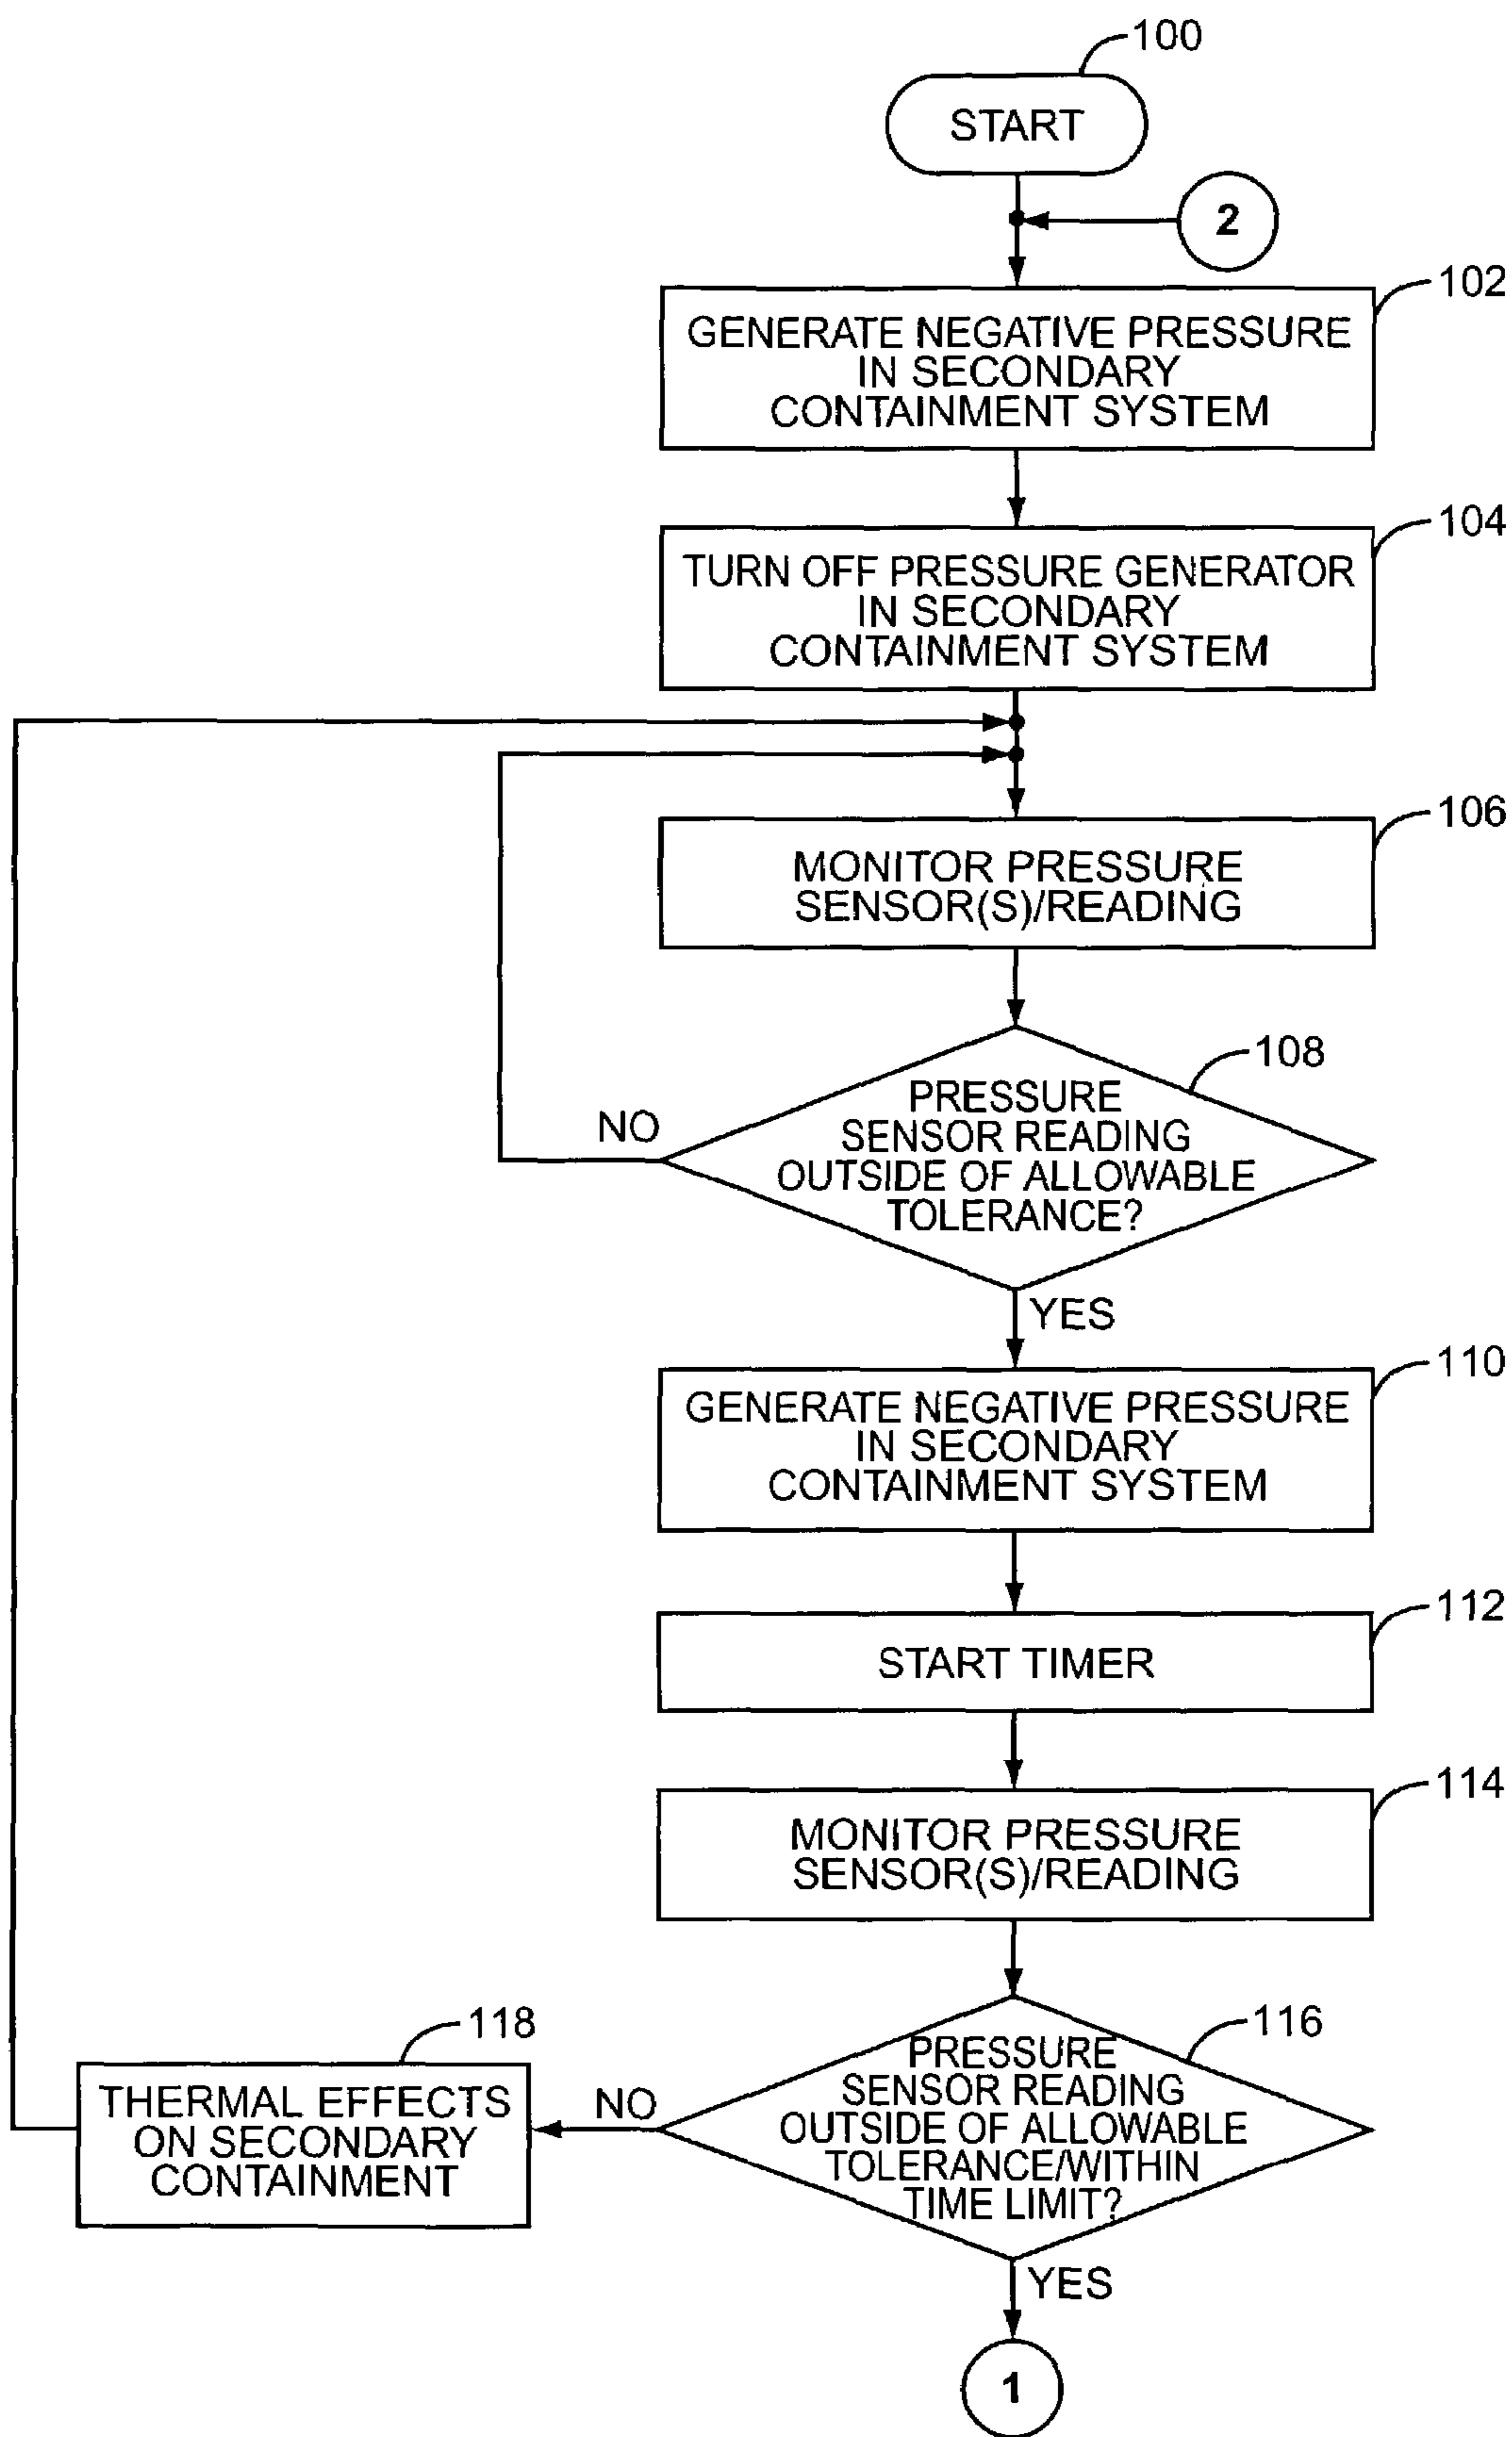 100
START
2
102
GENERATE NEGATIVE PRESSURE
IN SECONDARY
CONTAINMENT SYSTEM
104
TURN OFF PRESSURE GENERATOR
IN SECONDARY
CONTAINMENT SYSTEM
106
MONITOR PRESSURE
SENSOR(S)/READING
108
PRESSURE
SENSOR READING
OUTSIDE OF ALLOWABLE
TOLERANCE?
NO
YES
110
GENERATE NEGATIVE PRESSURE
IN SECONDARY
CONTAINMENT SYSTEM
112
START TIMER
114
MONITOR PRESSURE
SENSOR(S)/READING
116
PRESSURE
SENSOR READING
OUTSIDE OF ALLOWABLE
TOLERANCE/WITHIN
TIME LIMIT?
NO
118
THERMAL EFFECTS
ON SECONDARY
CONTAINMENT
YES
1